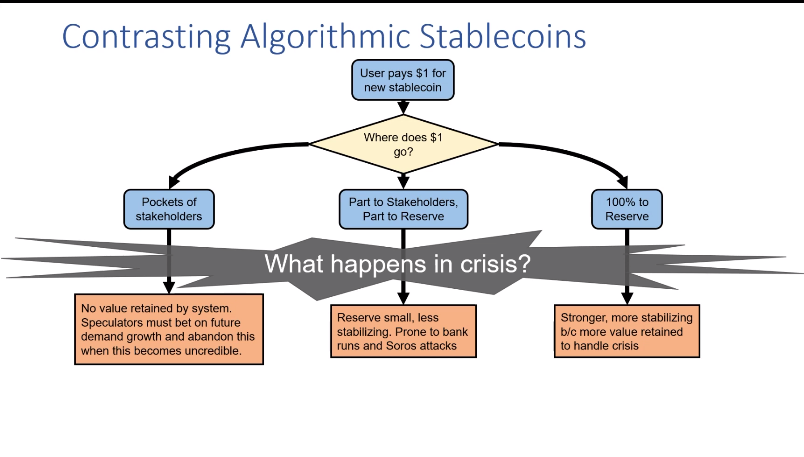 Contrasting Algorithmic Stablecoins
User pays $1 for
new stablecoin
Where does $1
go?
Pockets of
stakeholders
Part to Stakeholders,
Part to Reserve
100% to
Reserve
What happens in crisis?
No value retained by system.
Speculators must bet on future
demand growth and abandon this
when this becomes uncredible.
Reserve small, less
stabilizing. Prone to bank
runs and Soros attacks
Stronger, more stabilizing
b/c more value retained
to handle crisis